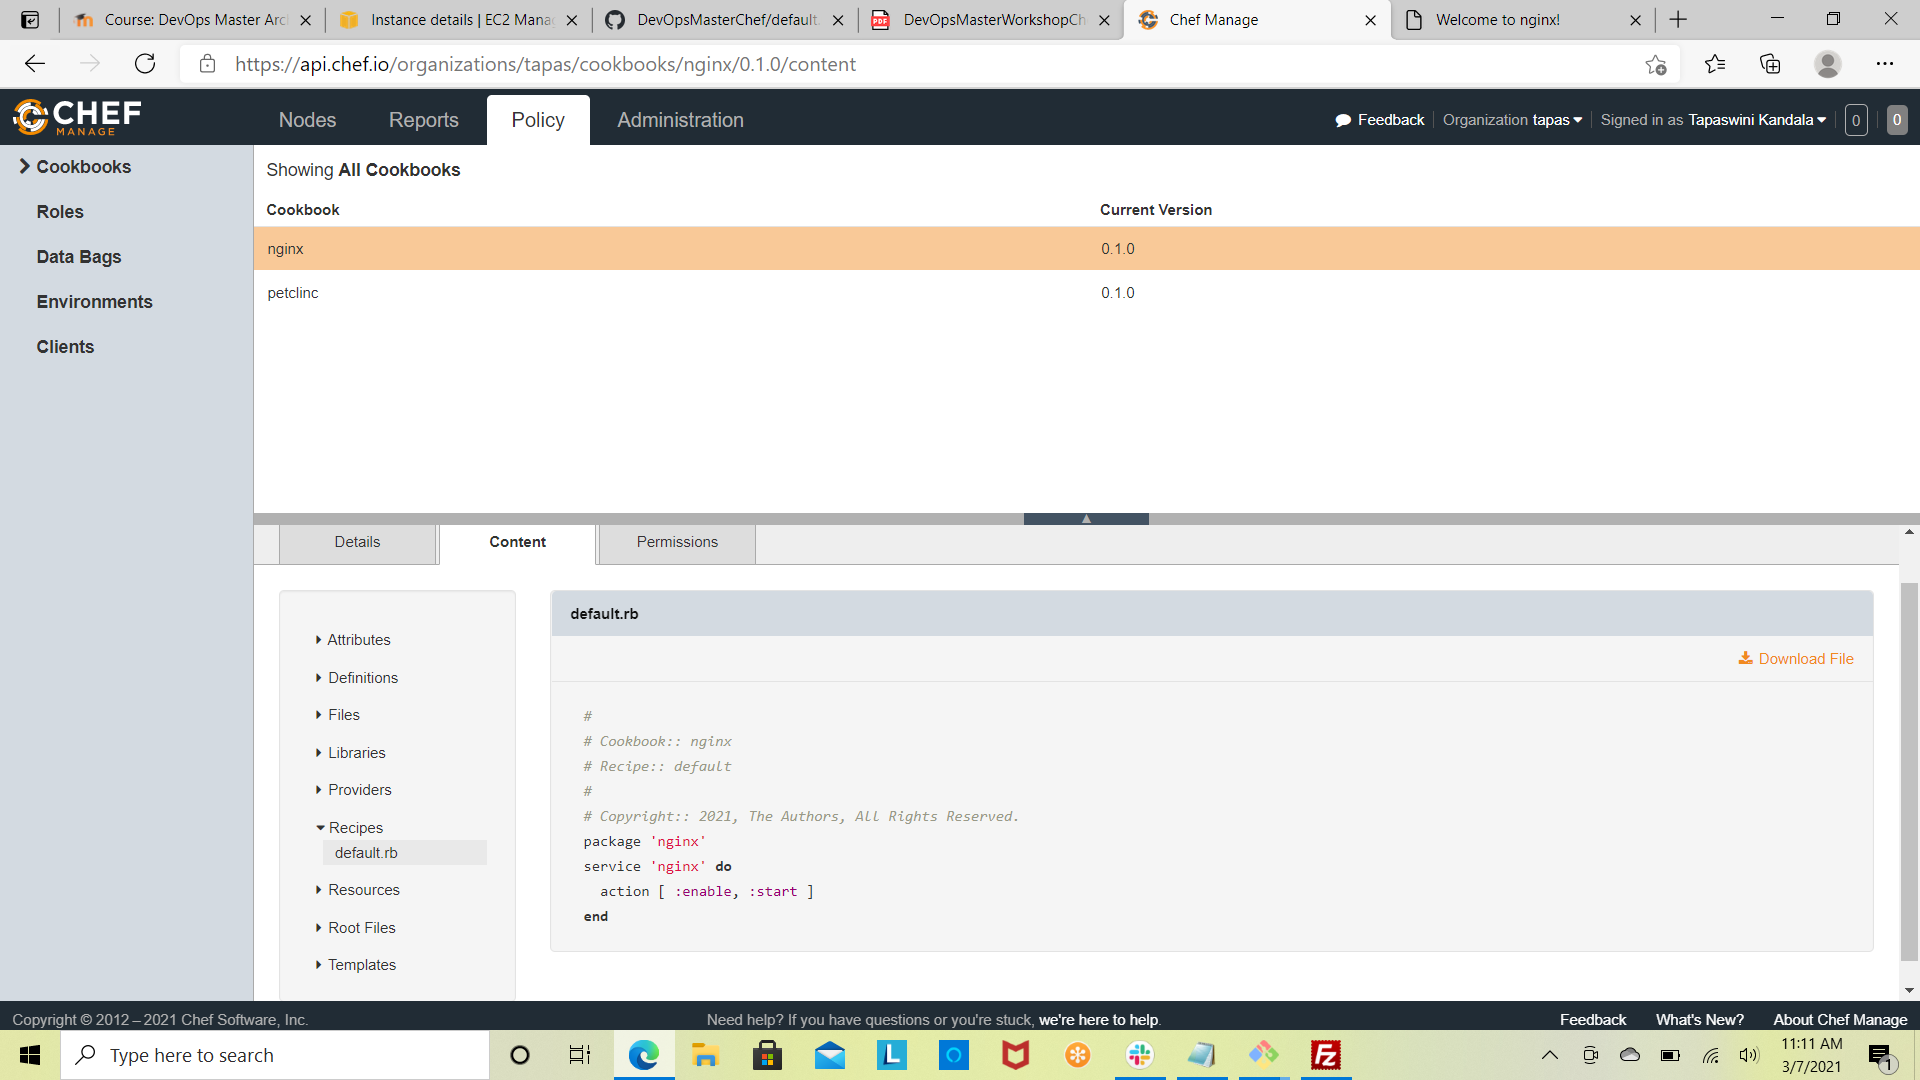 Course: DevOps Master Arc
Instance details | EC2 Mana
DevOpsMasterChef/default.
DevOpsMasterWorkshopCh
Chef Manage
Welcome to nginx!
https://api.chef.io/organizations/tapas/cookbooks/nginx/0.1.0/content
CHEF
MANAGE
Nodes
Reports
Policy
Administration
Feedback
Organization tapas
Signed in as Tapaswini Kandala
0
0
Cookbooks
Roles
Data Bags
Environments
Clients
Showing All Cookbooks
Cookbook Current Version
nginx 0.1.0
petclinc 0.1.0
Details
Content
Permissions
Attributes
Definitions
Files
Libraries
Providers
Recipes
default.rb
Resources
Root Files
Templates
default.rb
Download File
#
# Cookbook:: nginx
# Recipe:: default
#
# Copyright:: 2021, The Authors, All Rights Reserved.
package 'nginx'
service 'nginx' do
action [ :enable, :start ]
end
Copyright © 2012 – 2021 Chef Software, Inc.
Need help? If you have questions or you're stuck, we're here to help.
Feedback
What's New?
About Chef Manage
Type here to search
11:11 AM
3/7/2021
1